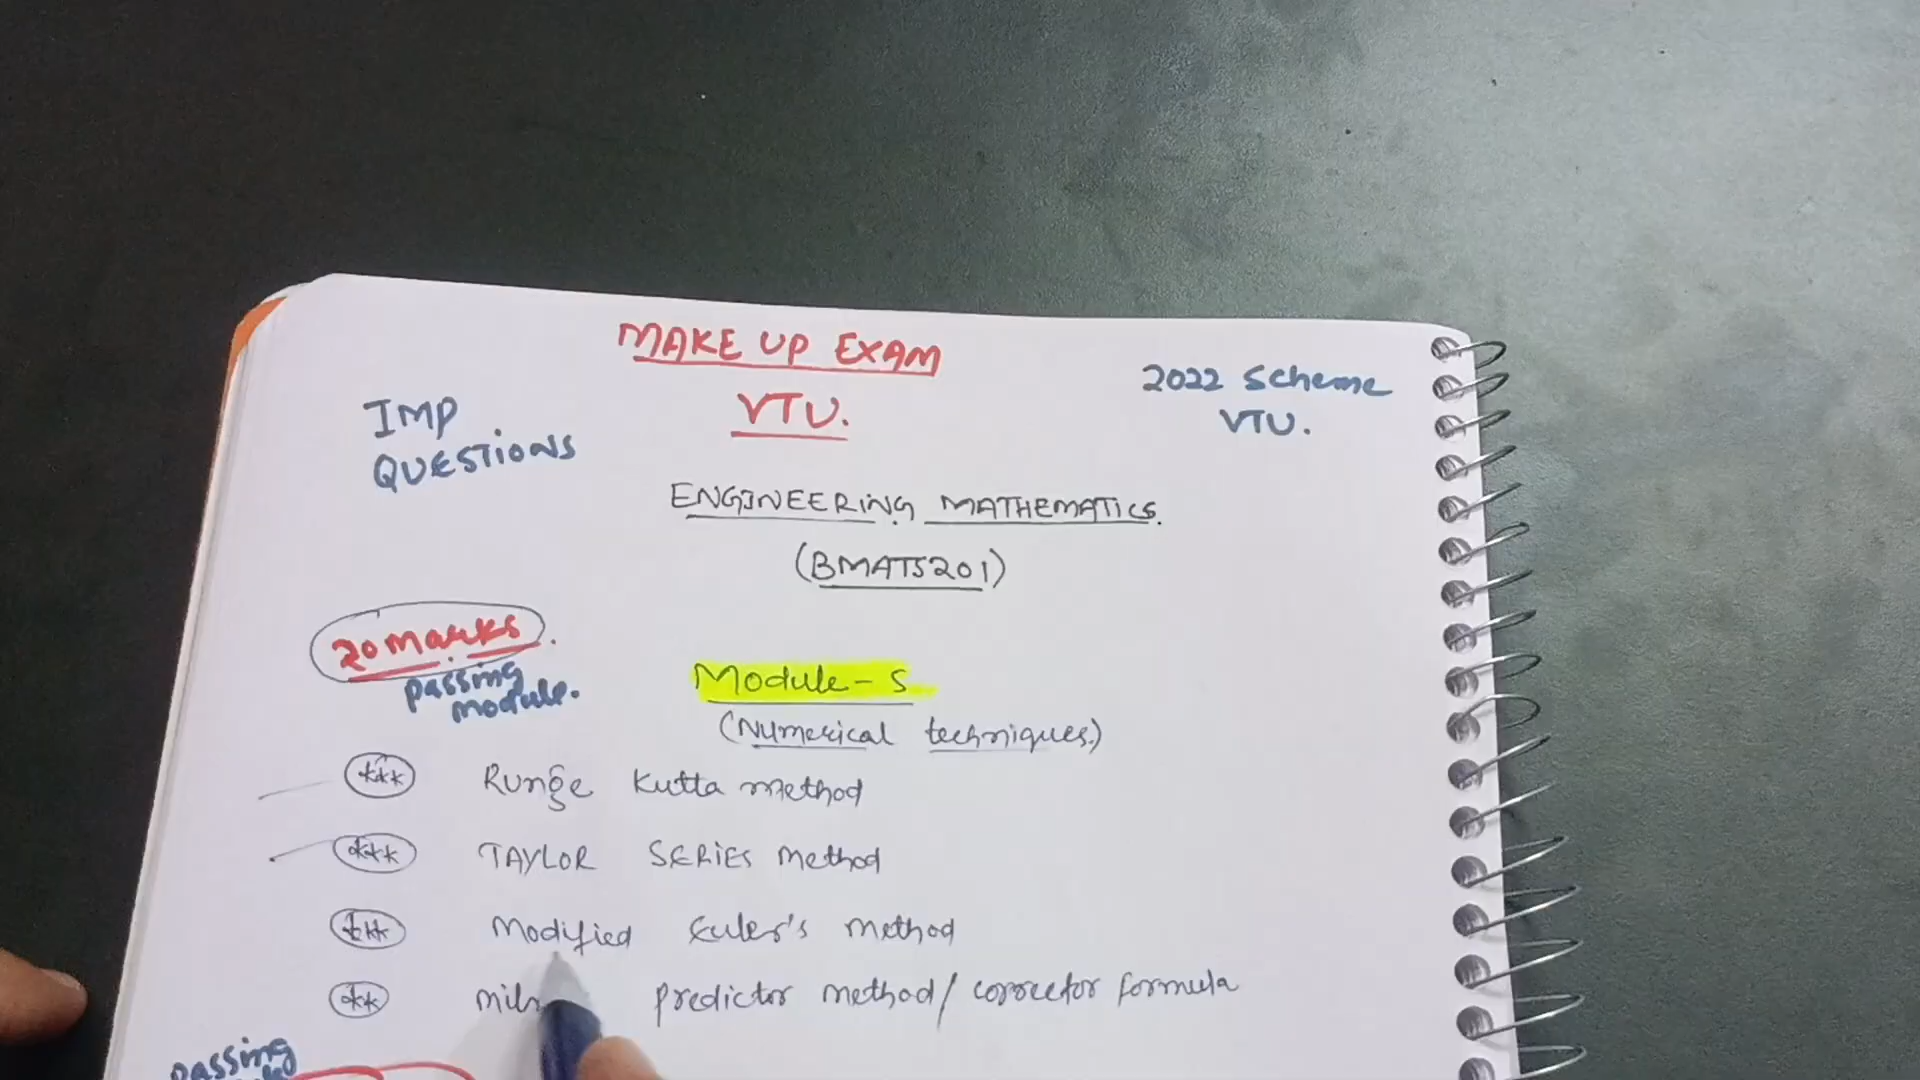 MAKE UP EXAM
VTU.
IMP
QUESTIONS
2022 Scheme
VTU.
ENGINEERING MATHEMATICS.
(BMATS201)
20 marks.
passing
module.
Module-5
(Numerical techniques)
*** Runge Kutta method
*** TAYLOR SERIES method
*** Modified Euler's method
** predictor method/ corrector formula
passing